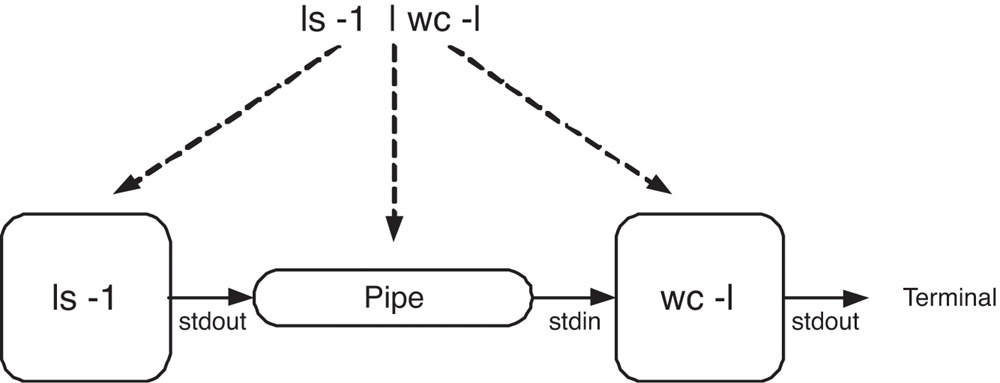 ls -1 | wc -l
ls -1
stdout
Pipe
stdin
wc -l
stdout
Terminal